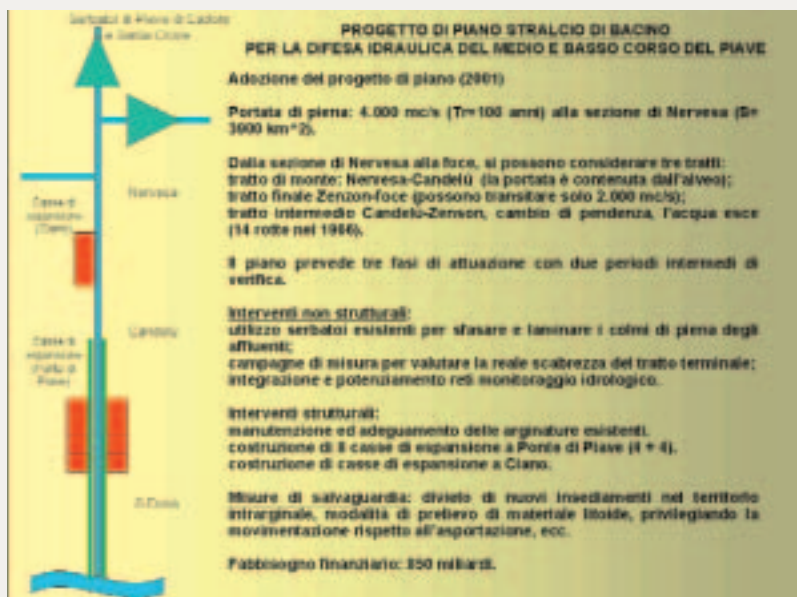 Serbatoi di Pieve di Cadore
e Santa Croce
PROGETTO DI PIANO STRALCIO DI BACINO
PER LA DIFESA IDRAULICA DEL MEDIO E BASSO CORSO DEL PIAVE
Adozione del progetto di piano (2001)
Portata di piena: 4.000 mc/s (Tr=100 anni) alla sezione di Nervesa (S=
3900 km^2).
Dalla sezione di Nervesa alla foce, si possono considerare tre tratti:
tratto di monte: Nervesa-Candelù (la portata è contenuta dall'alveo);
tratto finale Zenzon-foce (possono transitare solo 2.000 mc/s);
tratto intermedio Candelù-Zenson, cambio di pendenza, l'acqua esce
(14 rotte nel 1966).
Il piano prevede tre fasi di attuazione con due periodi intermedi di
verifica.
Interventi non strutturali:
utilizzo serbatoi esistenti per sfasare e laminare i colmi di piena degli
affluenti;
campagne di misura per valutare la reale scabrezza del tratto terminale;
integrazione e potenziamento reti monitoraggio idrologico.
Interventi strutturali:
manutenzione ed adeguamento delle arginature esistenti.
costruzione di 8 casse di espansione a Ponte di Piave (4 + 4).
costruzione di casse di espansione a Ciano.
Misure di salvaguardia: divieto di nuovi insediamenti nel territorio
intrarginale, modalità di prelievo di materiale litoide, privilegiando la
movimentazione rispetto all'asportazione, ecc.
Fabbisogno finanziario: 850 miliardi.
Nervesa
Casse di
espansione
(Ciano)
Candelù
Casse di
espansione
(Ponte di
Piave)